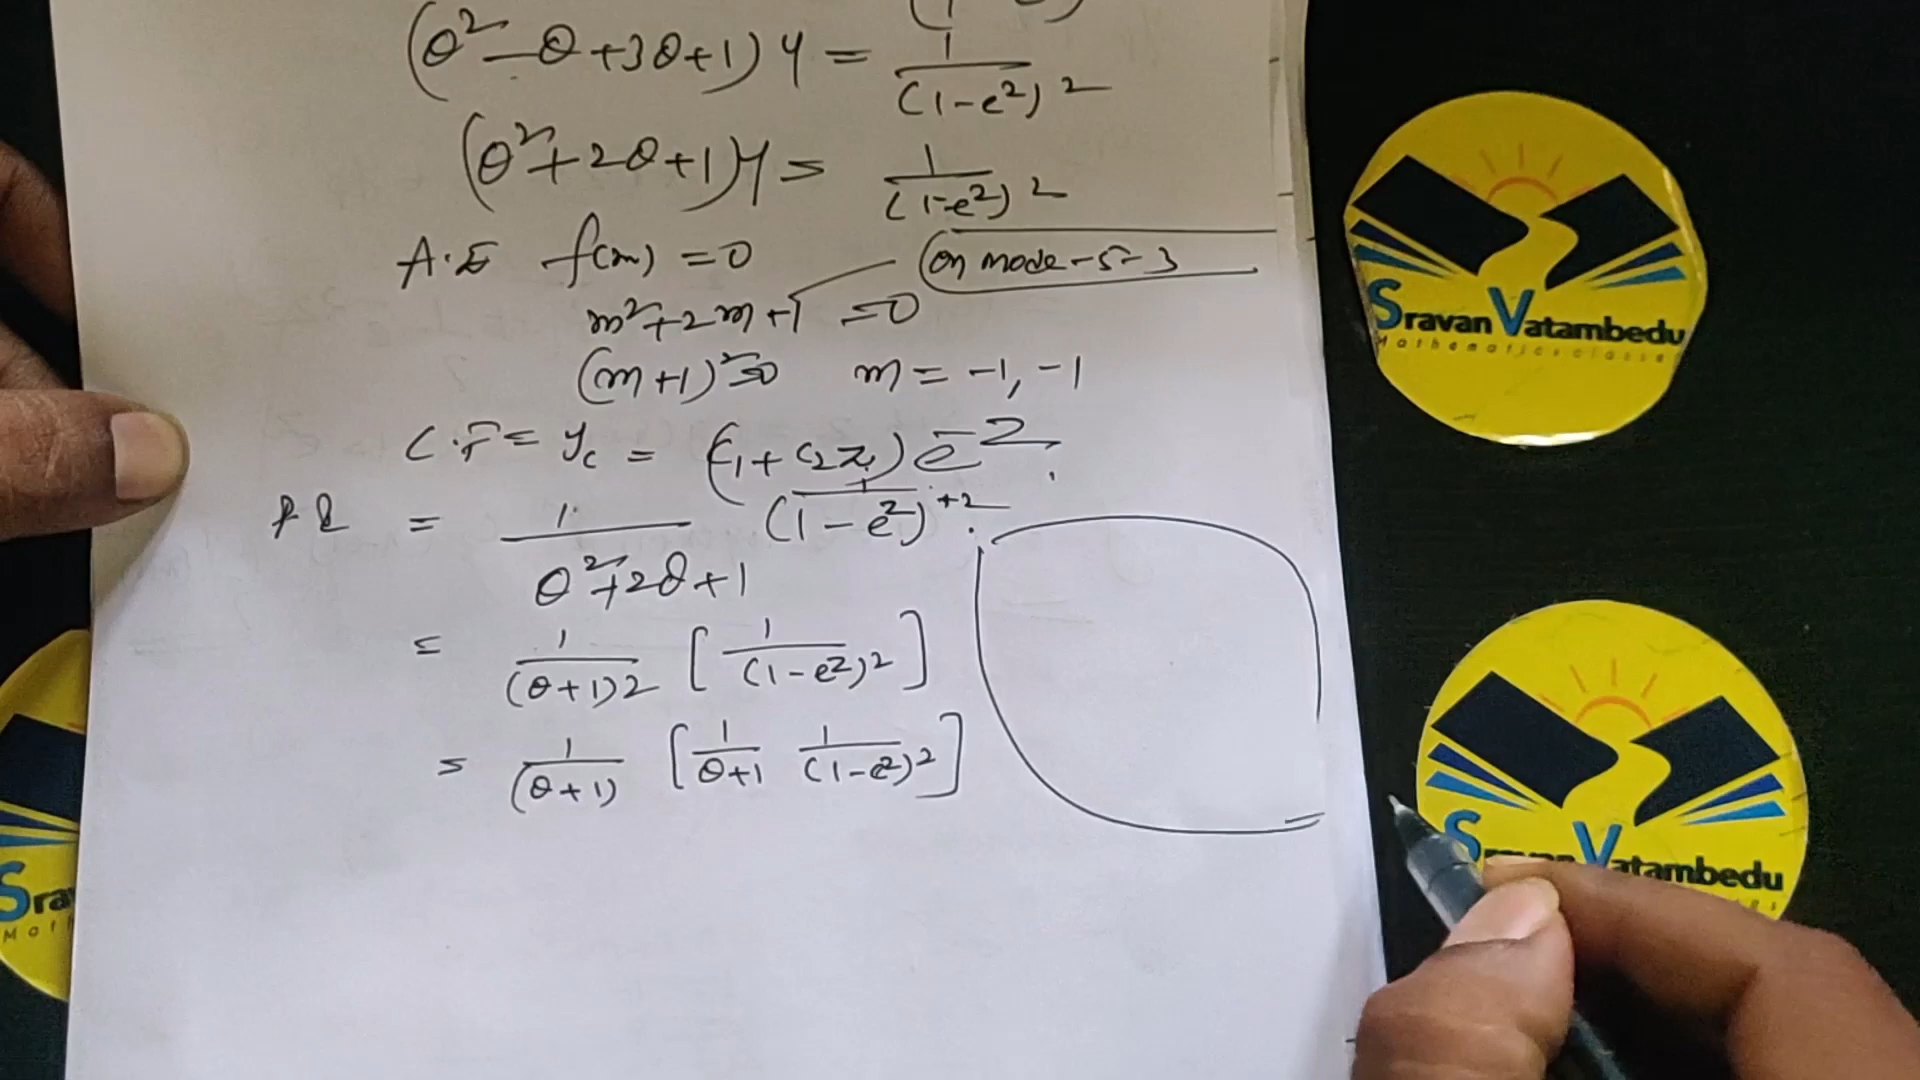 (θ² - θ + 3θ + 1) y = 1/(1-e^z)²
(θ² + 2θ + 1) y = 1/(1-e^z)²
A.E f(m) = 0
on mode-5-3
m² + 2m + 1 = 0
(m+1)² = 0 m = -1, -1
C.F = y_c = (c₁ + c₂z) e^-z.
P I = 1/(θ² + 2θ + 1) 1/(1 - e^z)^+2.
= 1/(θ+1)² [1/(1-e^z)²]
= 1/(θ+1) [1/(θ+1) 1/(1-e^z)²]
Sravan Vatambedu
Mathematics classes
Sravan Vatambedu
Sra
Mat